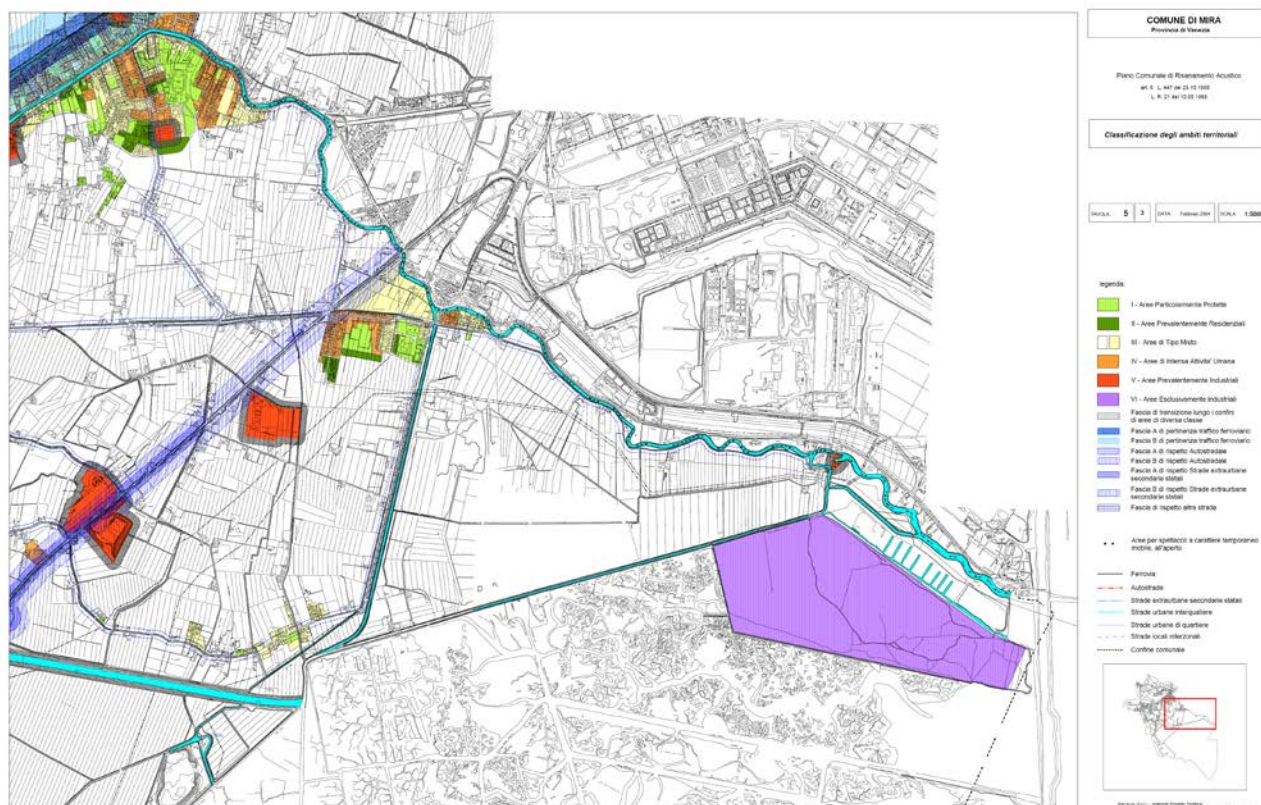 COMUNE DI MIRA
Provincia di Venezia
Piano Comunale di Risanamento Acustico
Classificazione degli ambiti territoriali
TAVOLA 5 3 DATA Febbraio 2004 SCALA 1:5000
legenda
I - Aree Particolarmente Protette
II - Aree Prevalentemente Residenziali
III - Aree di Tipo Misto
IV - Aree di Intensa Attivita' Umana
V - Aree Prevalentemente Industriali
VI - Aree Esclusivamente Industriali
Fascia di transizione lungo i confini
di aree di diversa classe
Fascia A di pertinenza traffico ferroviario
Fascia B di pertinenza traffico ferroviario
Fascia A di rispetto Autostradale
Fascia B di rispetto Autostradale
Fascia A di rispetto Strade extraurbane
secondarie statali
Fascia B di rispetto Strade extraurbane
secondarie statali
Fascia di rispetto altre strade
Aree per spettacoli a carattere temporaneo
mobile, all'aperto
Ferrovia
Autostrade
Strade extraurbane secondarie statali
Strade urbane interquartiere
Strade urbane di quartiere
Strade locali interzonali
Confine comunale